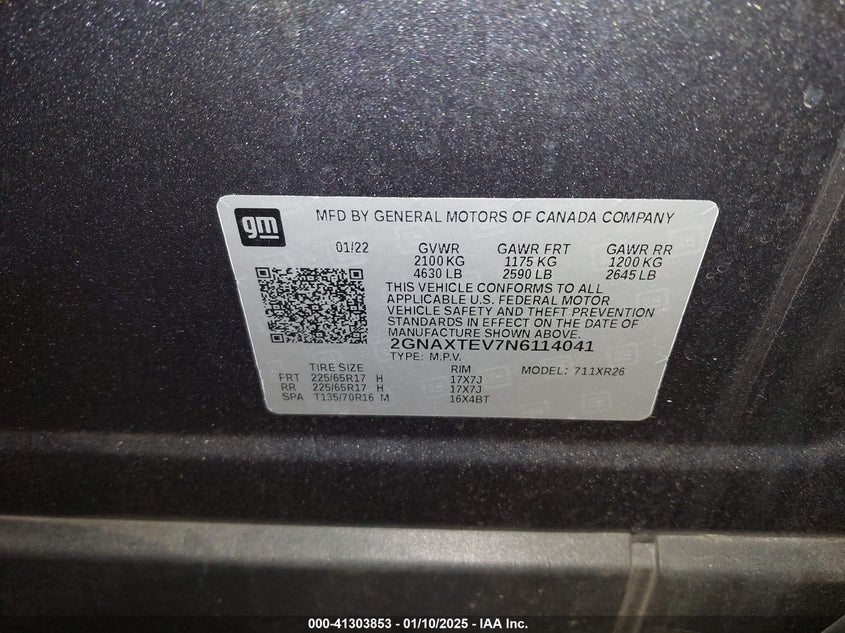 gm
MFD BY GENERAL MOTORS OF CANADA COMPANY
01/22 GVWR GAWR FRT GAWR RR
2100 KG 1175 KG 1200 KG
4630 LB 2590 LB 2645 LB
THIS VEHICLE CONFORMS TO ALL
APPLICABLE U.S. FEDERAL MOTOR
VEHICLE SAFETY AND THEFT PREVENTION
STANDARDS IN EFFECT ON THE DATE OF
MANUFACTURE SHOWN ABOVE.
2GNAXTEV7N6114041
TYPE: M.P.V.
TIRE SIZE RIM MODEL: 711XR26
FRT 225/65R17 H 17X7J
RR 225/65R17 H 17X7J
SPA T135/70R16 M 16X4BT
000-41303853 — 01/10/2025 — IAA Inc.